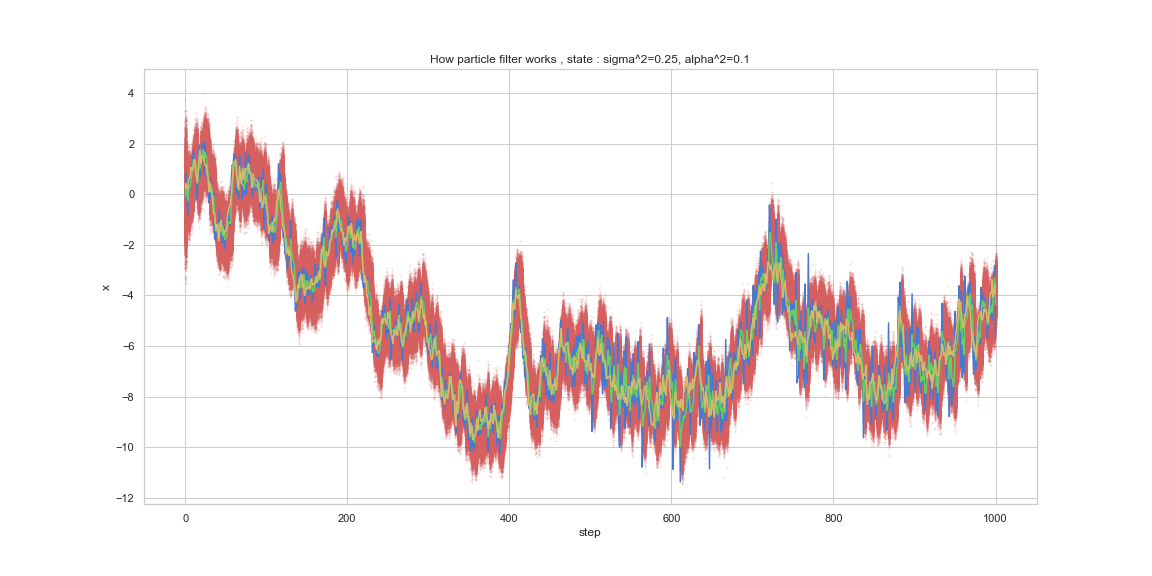 How particle filter works , state : sigma^2=0.25, alpha^2=0.1
4
2
0
−2
−4
−6
−8
−10
−12
x
0 200 400 600 800 1000
step